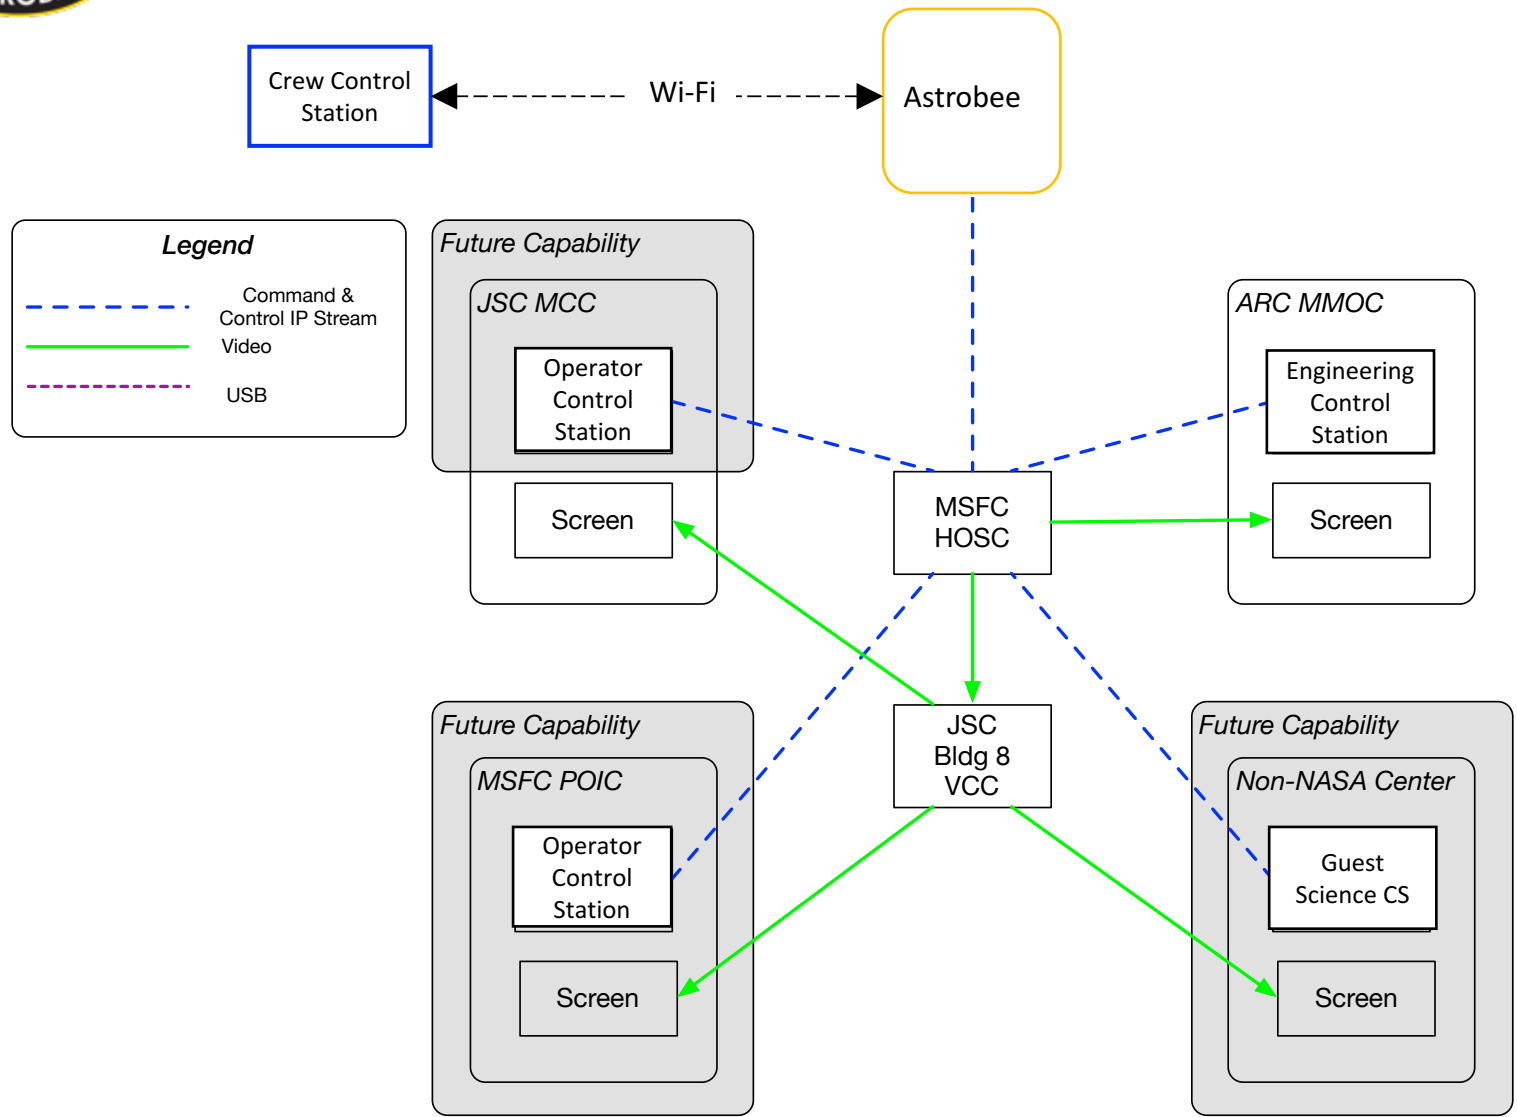 Crew Control
Station
Wi-Fi
Astrobee
Legend
Command &
Control IP Stream
Video
USB
Future Capability
JSC MCC
Operator
Control
Station
Screen
ARC MMOC
Engineering
Control
Station
Screen
MSFC
HOSC
JSC
Bldg 8
VCC
Future Capability
MSFC POIC
Operator
Control
Station
Screen
Future Capability
Non-NASA Center
Guest
Science CS
Screen